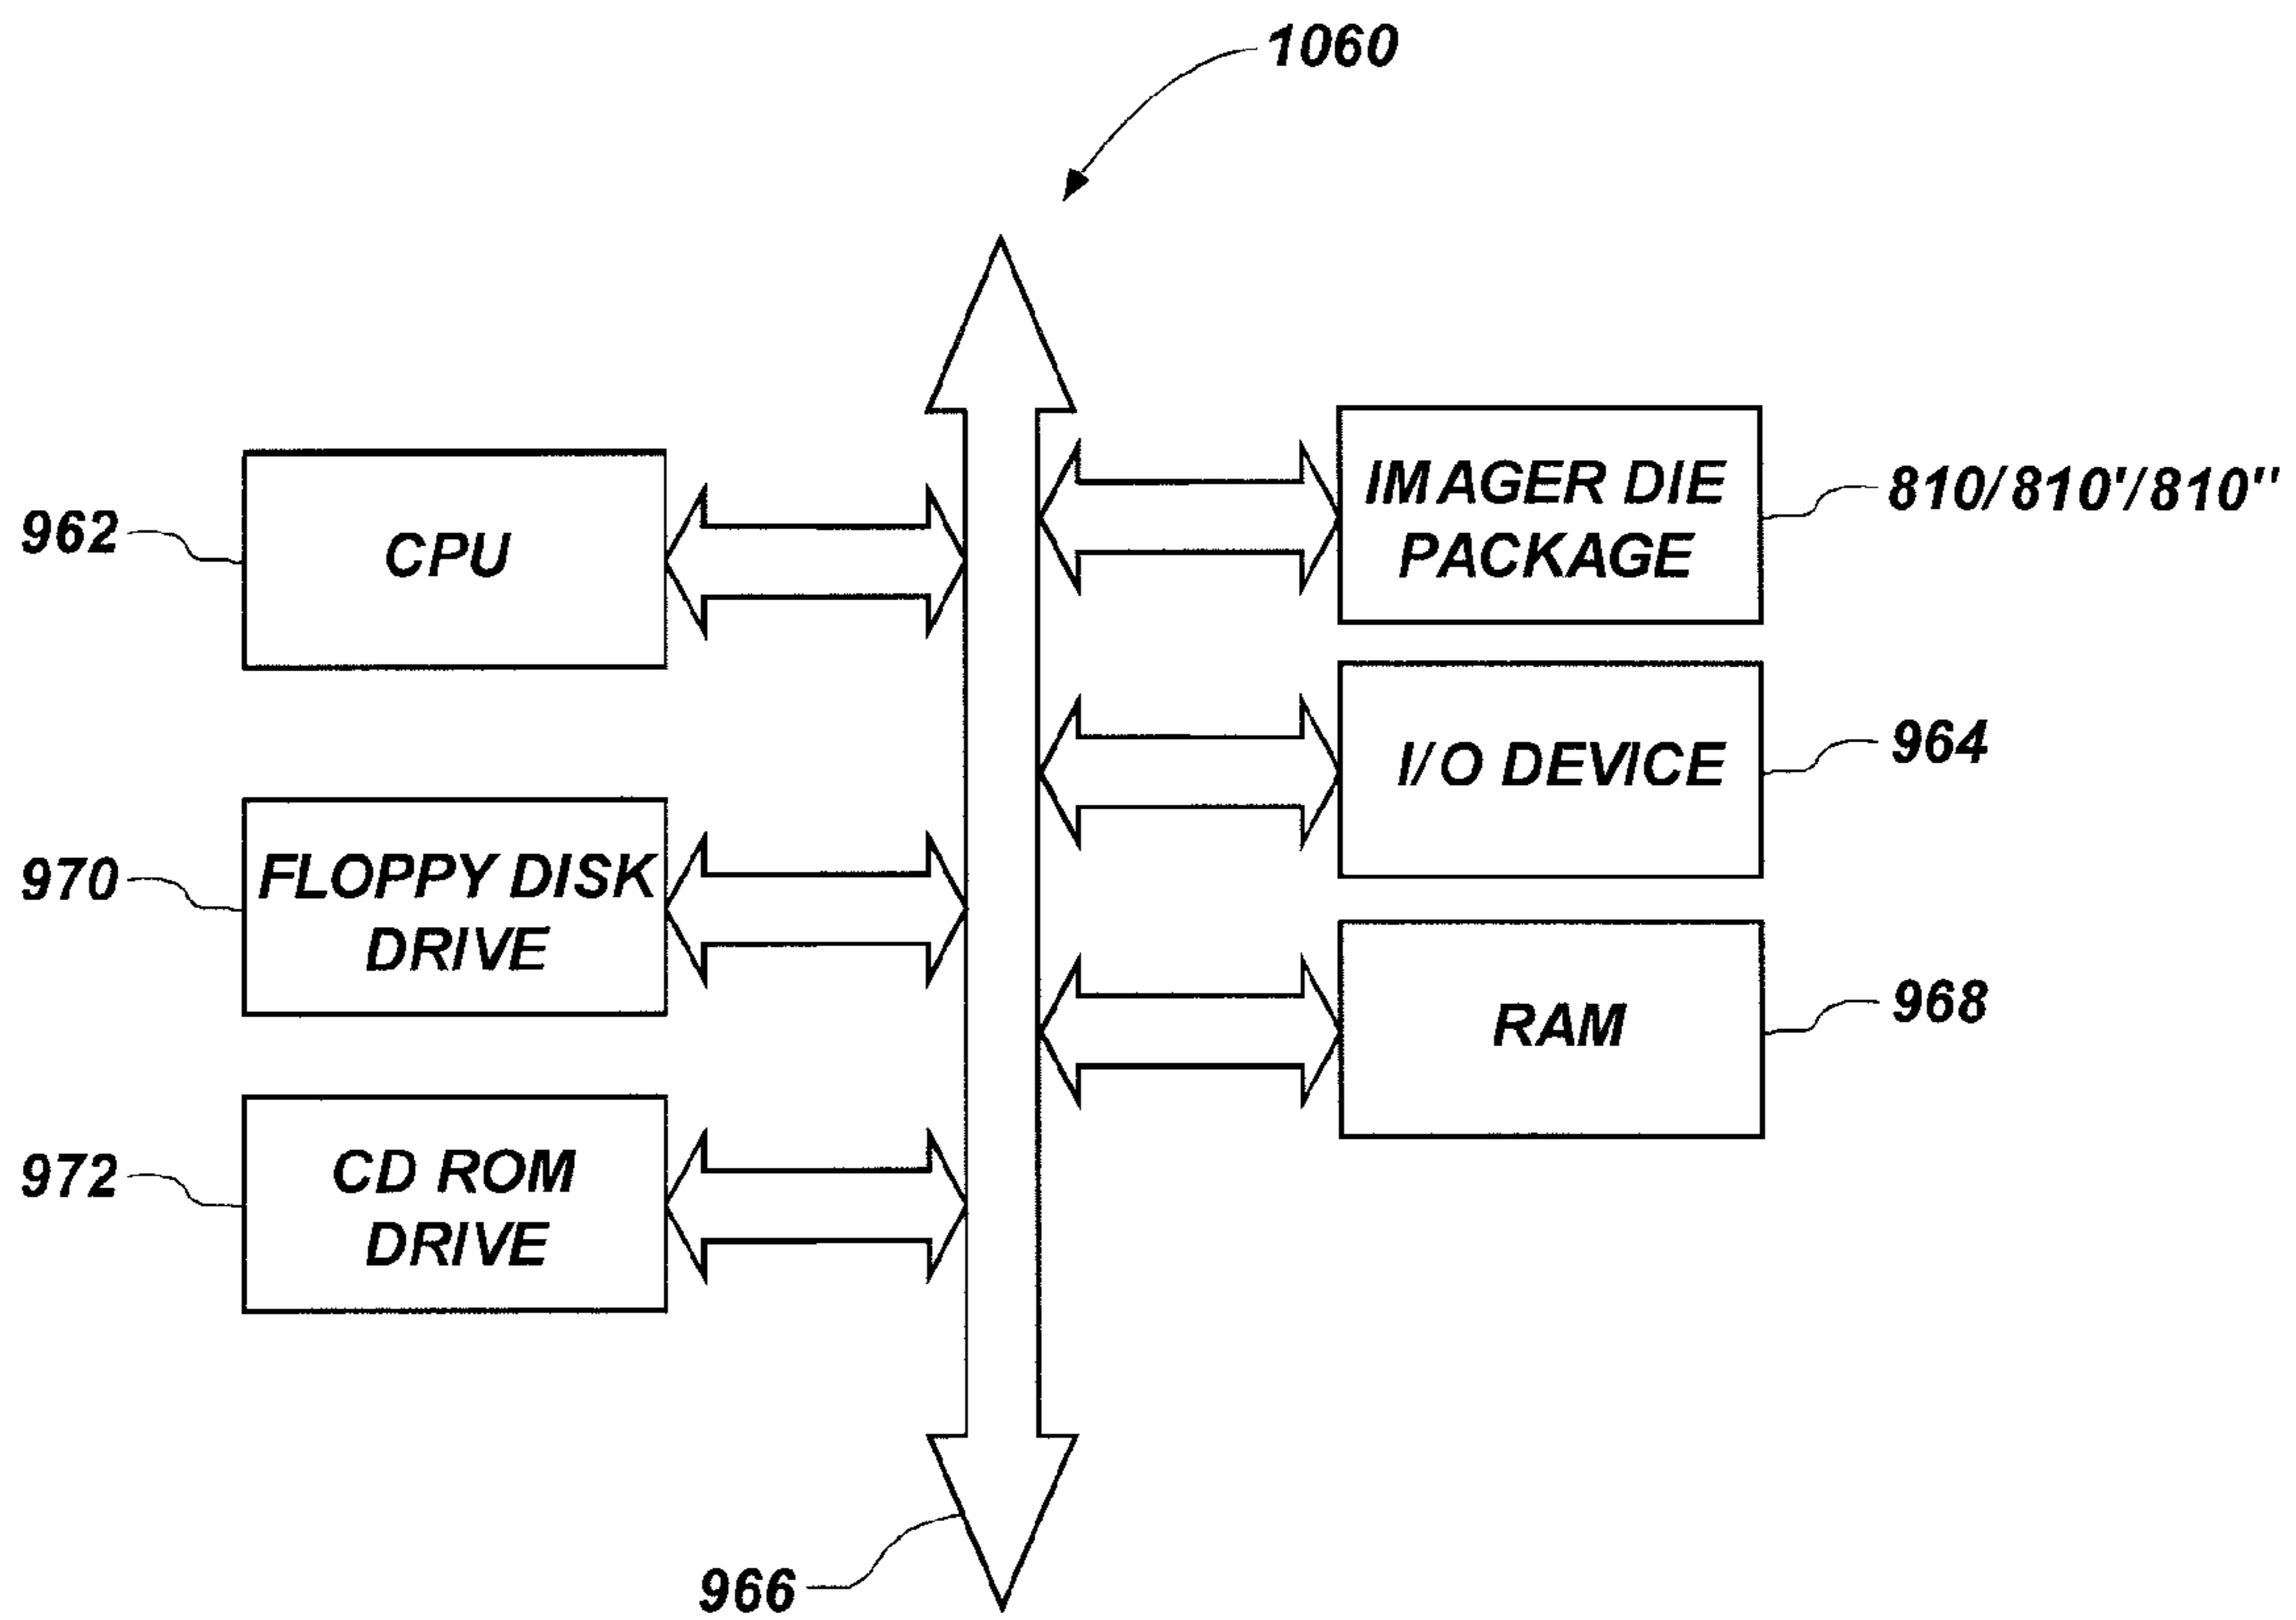 1060
962
CPU
IMAGER DIE
PACKAGE
810/810'/810"
I/O DEVICE
964
970
FLOPPY DISK
DRIVE
RAM
968
972
CD ROM
DRIVE
966